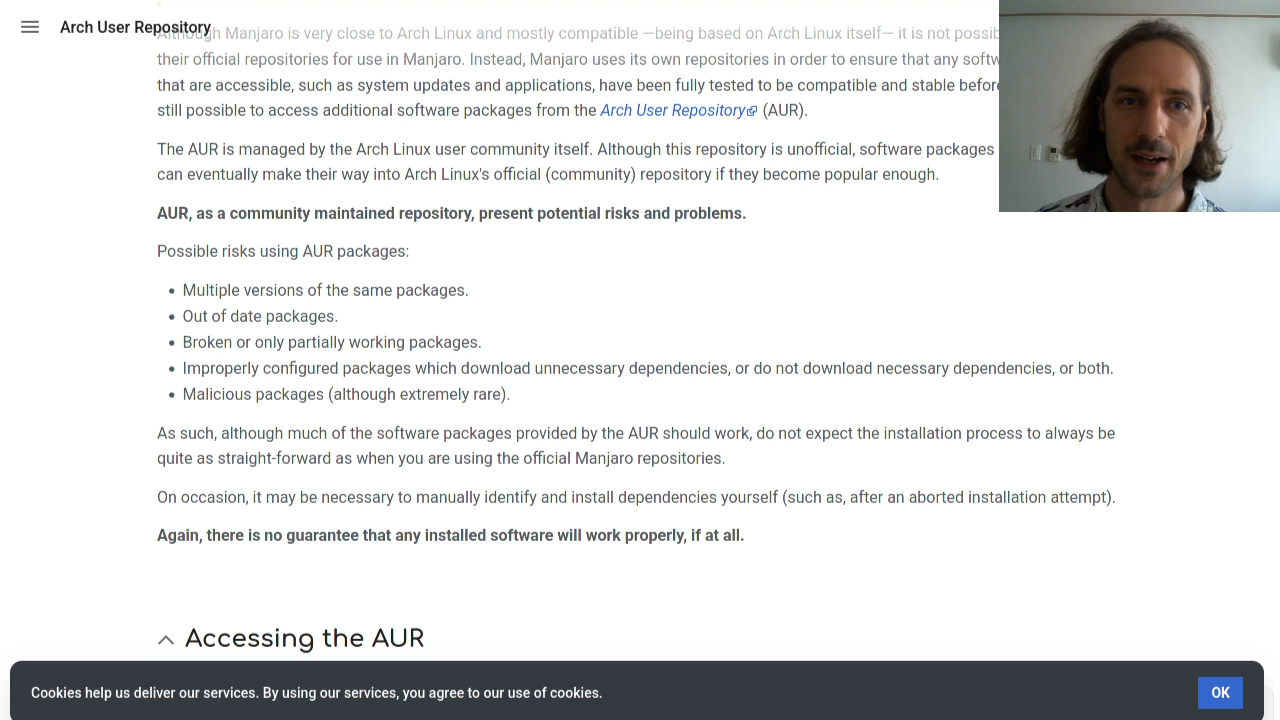 Arch User Repository
Although Manjaro is very close to Arch Linux and mostly compatible —being based on Arch Linux itself— it is not
their official repositories for use in Manjaro. Instead, Manjaro uses its own repositories in order to ensure that any
that are accessible, such as system updates and applications, have been fully tested to be compatible and stable
still possible to access additional software packages from the Arch User Repository (AUR).
The AUR is managed by the Arch Linux user community itself. Although this repository is unofficial, software packages
can eventually make their way into Arch Linux's official (community) repository if they become popular enough.
AUR, as a community maintained repository, present potential risks and problems.
Possible risks using AUR packages:
• Multiple versions of the same packages.
• Out of date packages.
• Broken or only partially working packages.
• Improperly configured packages which download unnecessary dependencies, or do not download necessary dependencies, or both.
• Malicious packages (although extremely rare).
As such, although much of the software packages provided by the AUR should work, do not expect the installation process to always be
quite as straight-forward as when you are using the official Manjaro repositories.
On occasion, it may be necessary to manually identify and install dependencies yourself (such as, after an aborted installation attempt).
Again, there is no guarantee that any installed software will work properly, if at all.
Accessing the AUR
Cookies help us deliver our services. By using our services, you agree to our use of cookies.
OK